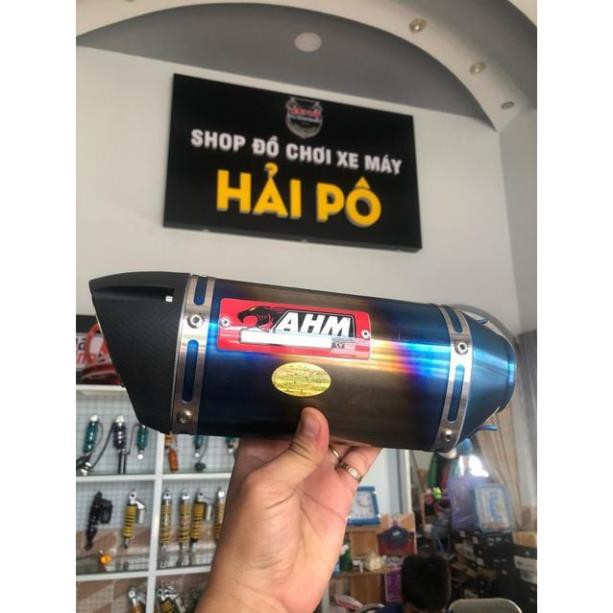 SHOP ĐỒ CHƠI XE MÁY
HẢI PÔ
AHM